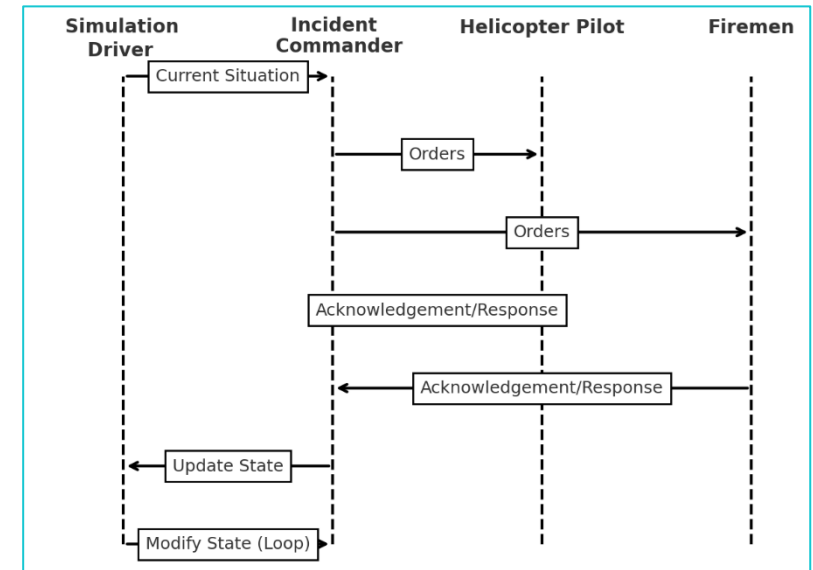 Simulation
Driver
Incident
Commander
Helicopter Pilot
Firemen
Current Situation
Orders
Orders
Acknowledgement/Response
Acknowledgement/Response
Update State
Modify State (Loop)